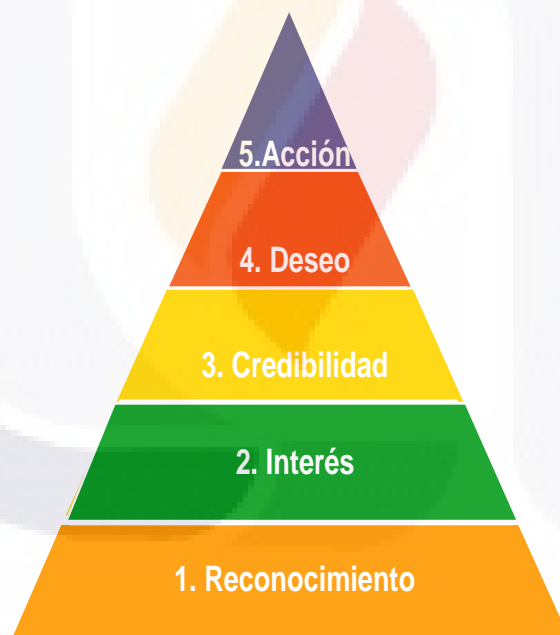 5.Acción
4. Deseo
3. Credibilidad
2. Interés
1. Reconocimiento